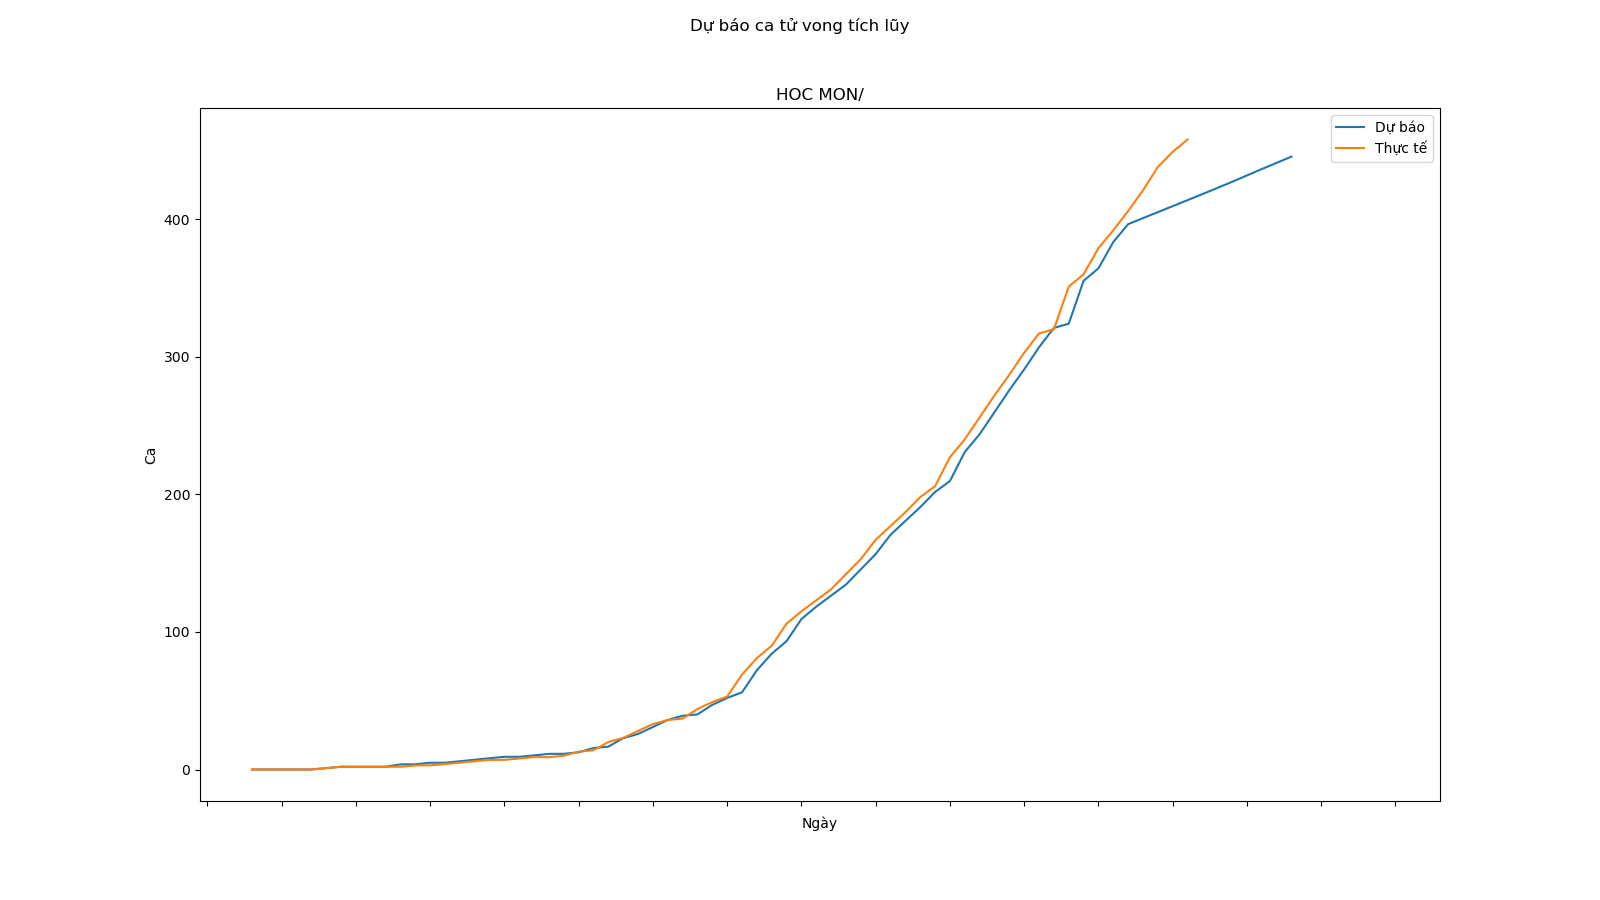 Dự báo ca tử vong tích lũy
HOC MON/
Dự báo
Thực tế
400
300
200
100
0
Ca
Ngày